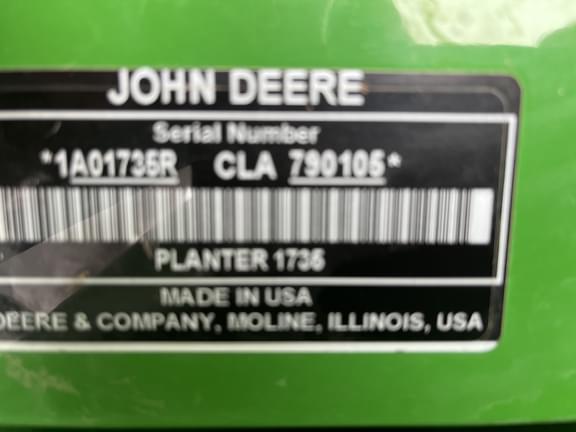 JOHN DEERE
Serial Number
*1A01735R CLA 790105*
PLANTER 1735
MADE IN USA
DEERE & COMPANY, MOLINE, ILLINOIS, USA